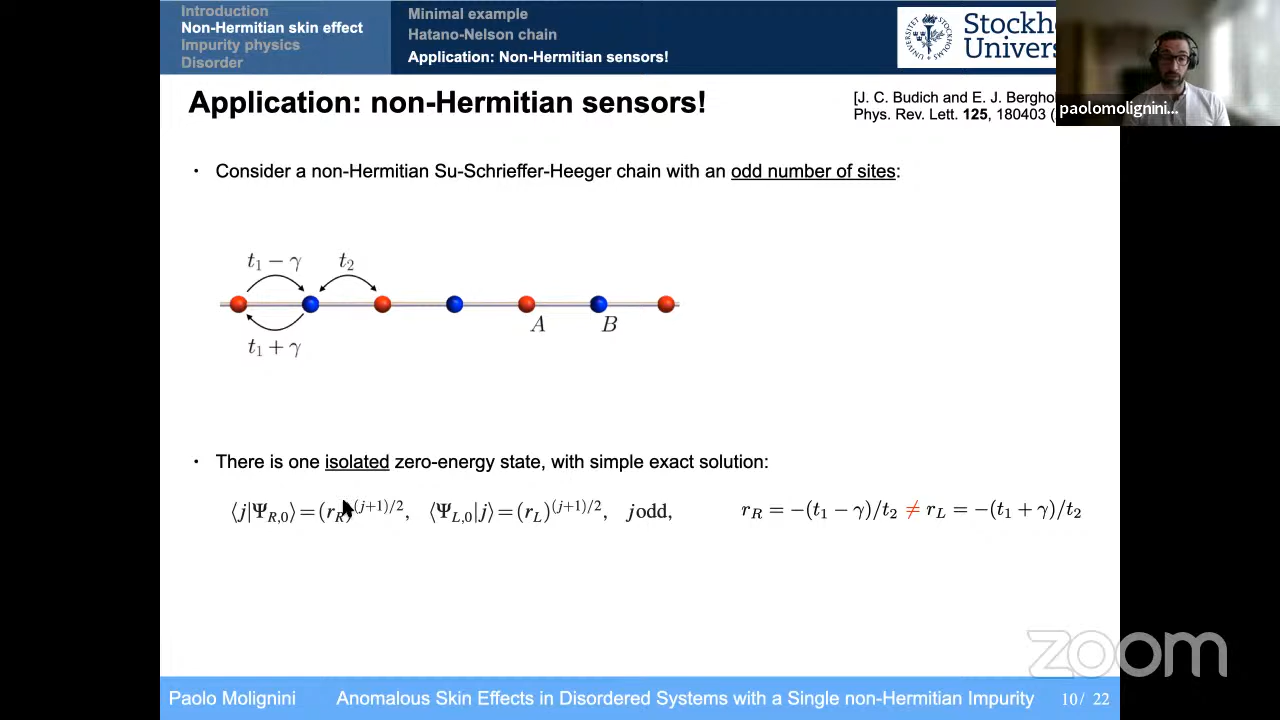 Introduction
Non-Hermitian skin effect
Impurity physics
Disorder
Minimal example
Hatano-Nelson chain
Application: Non-Hermitian sensors!
Stockh
Univers
paolomolignini...
Application: non-Hermitian sensors!
[J. C. Budich and E. J. Bergho
Phys. Rev. Lett. 125, 180403 (
· Consider a non-Hermitian Su-Schrieffer-Heeger chain with an odd number of sites:
t₁ − γ
t₂
A
B
t₁ + γ
· There is one isolated zero-energy state, with simple exact solution:
⟨j|Ψ_{R,0}⟩ = (r_R)^{(j+1)/2}, ⟨Ψ_{L,0}|j⟩ = (r_L)^{(j+1)/2}, j odd, r_R = −(t₁ − γ)/t₂ ≠ r_L = −(t₁ + γ)/t₂
zoom
Paolo Molignini Anomalous Skin Effects in Disordered Systems with a Single non-Hermitian Impurity 10/ 22